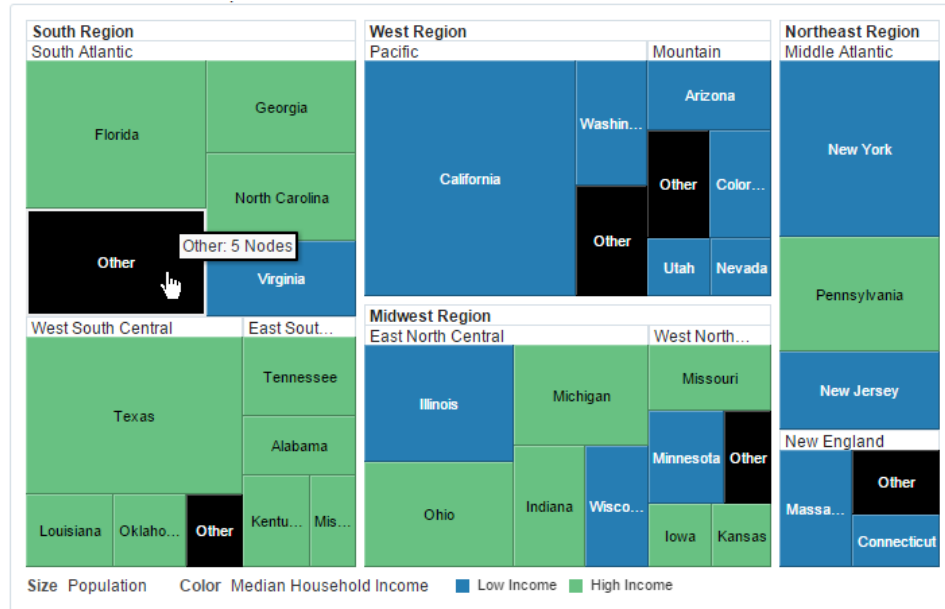 South Region
South Atlantic
Florida
Georgia
North Carolina
Other
Other: 5 Nodes
Virginia
West South Central
Texas
Louisiana
Oklaho...
Other
East Sout...
Tennessee
Alabama
Kentu...
Mis...
West Region
Pacific
California
Washin...
Other
Mountain
Arizona
Other
Color...
Utah
Nevada
Midwest Region
East North Central
Illinois
Michigan
Ohio
Indiana
Wisco...
West North...
Missouri
Minnesota
Other
Iowa
Kansas
Northeast Region
Middle Atlantic
New York
Pennsylvania
New Jersey
New England
Massa...
Other
Connecticut
Size Population Color Median Household Income Low Income High Income